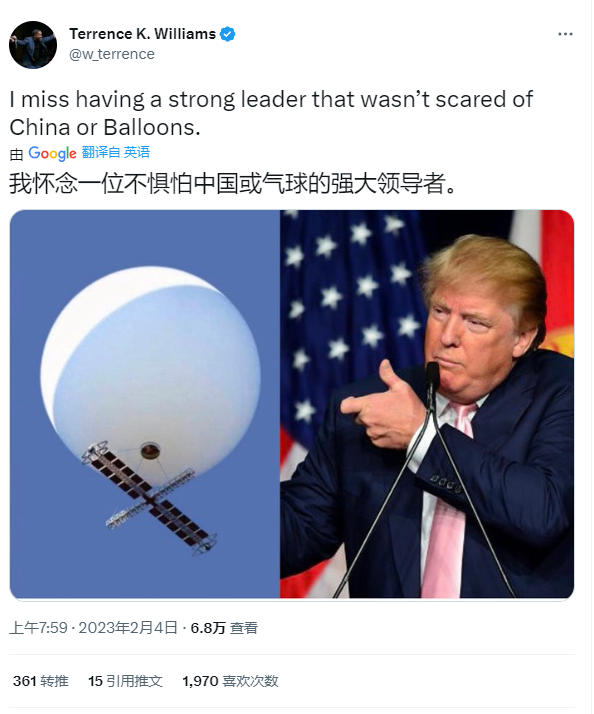 Terrence K. Williams
@w_terrence
I miss having a strong leader that wasn’t scared of
China or Balloons.
由 Google 翻译自 英语
我怀念一位不惧怕中国或气球的强大领导者。
上午7:59 · 2023年2月4日 · 6.8万 查看
361 转推 15 引用推文 1,970 喜欢次数